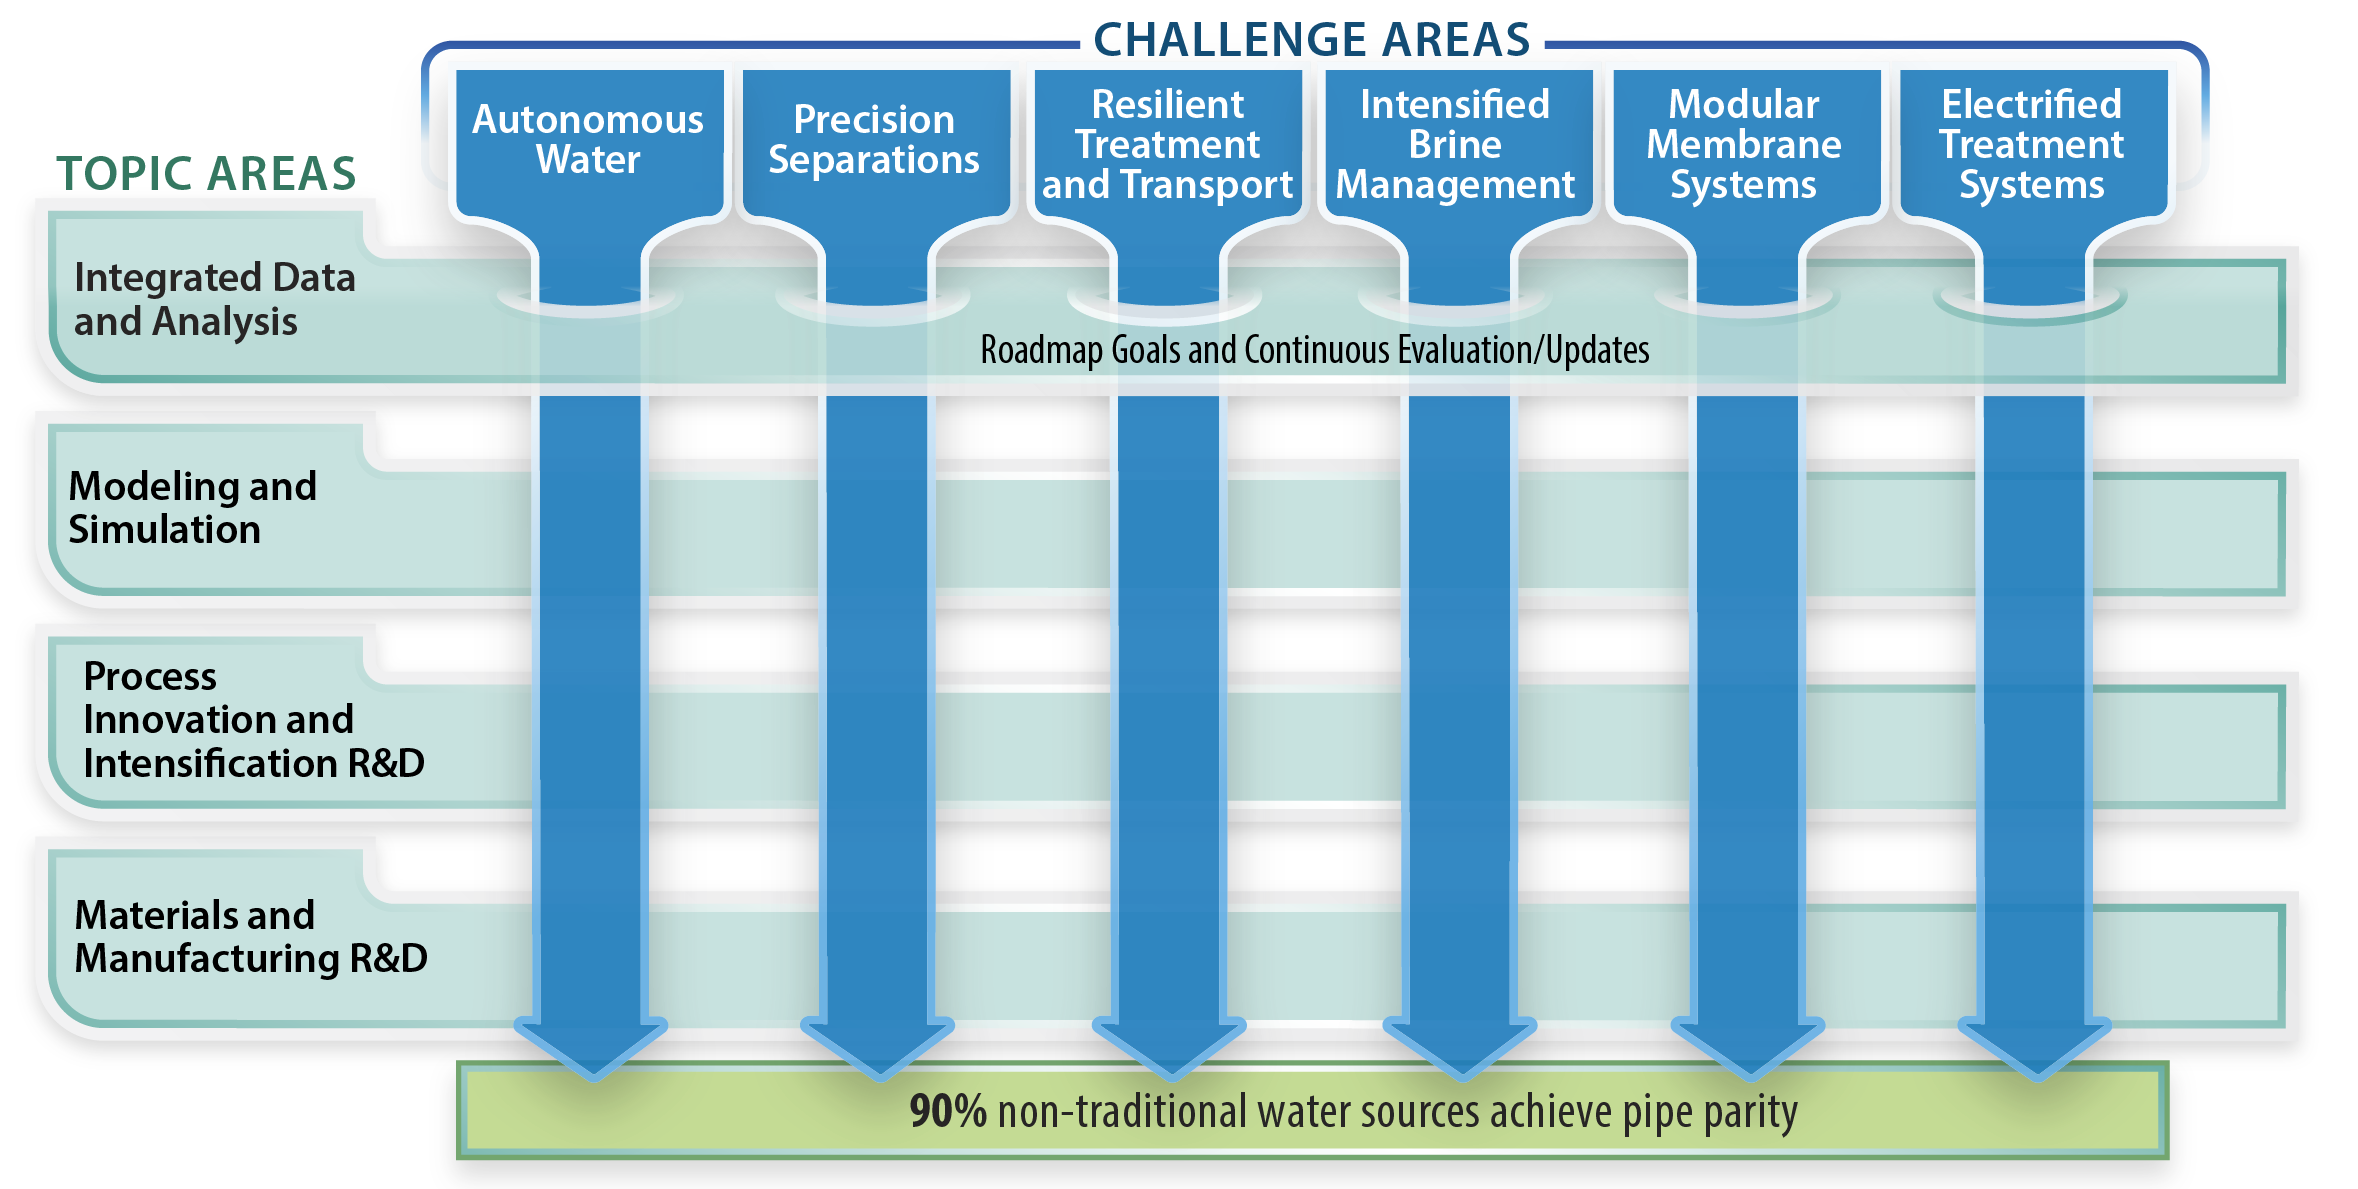 CHALLENGE AREAS
Autonomous
Water
Precision
Separations
Resilient
Treatment
and Transport
Intensified
Brine
Management
Modular
Membrane
Systems
Electrified
Treatment
Systems
TOPIC AREAS
Integrated Data
and Analysis
Roadmap Goals and Continuous Evaluation/Updates
Modeling and
Simulation
Process
Innovation and
Intensification R&D
Materials and
Manufacturing R&D
90% non-traditional water sources achieve pipe parity